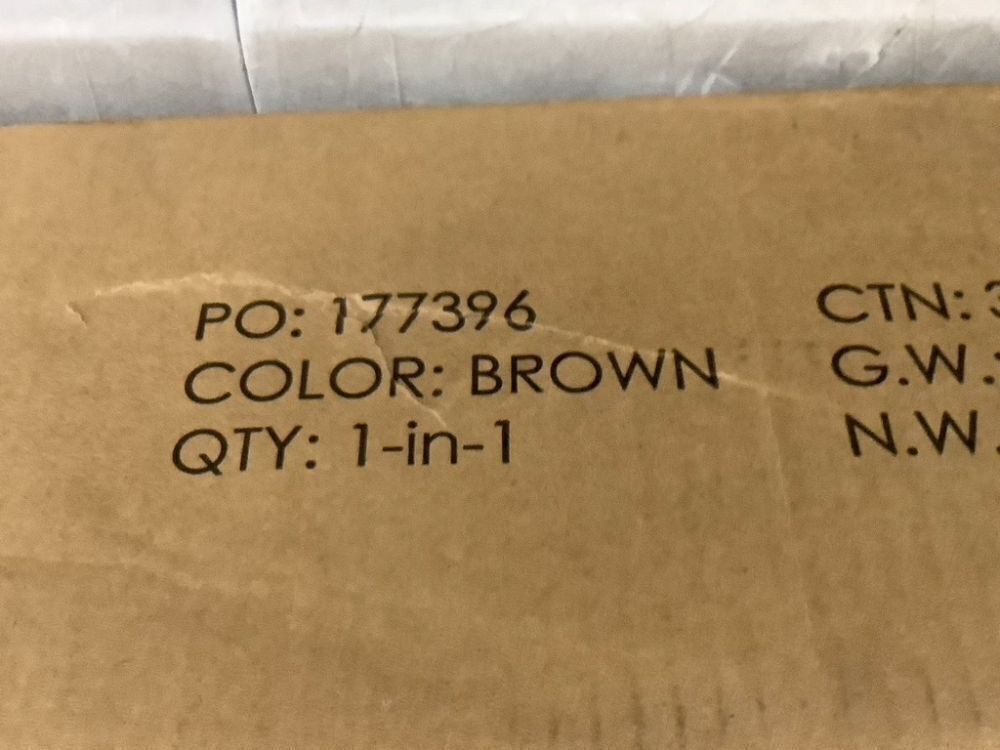 PO: 177396
COLOR: BROWN
QTY: 1-in-1
CTN:
G.W.:
N.W.